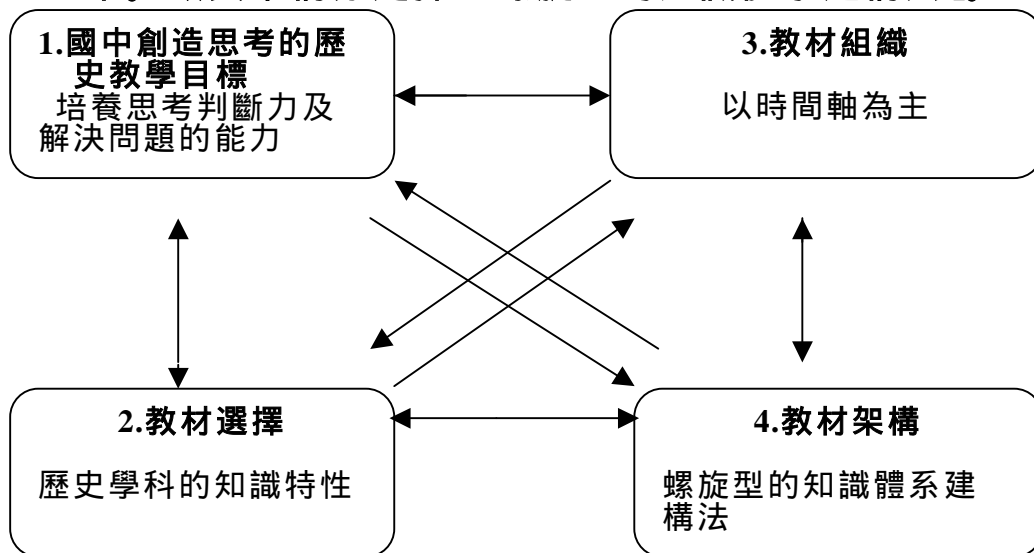 1.國中創造思考的歷
史教學目標
培養思考判斷力及
解決問題的能力
3.教材組織
以時間軸為主
2.教材選擇
歷史學科的知識特性
4.教材架構
螺旋型的知識體系建
構法